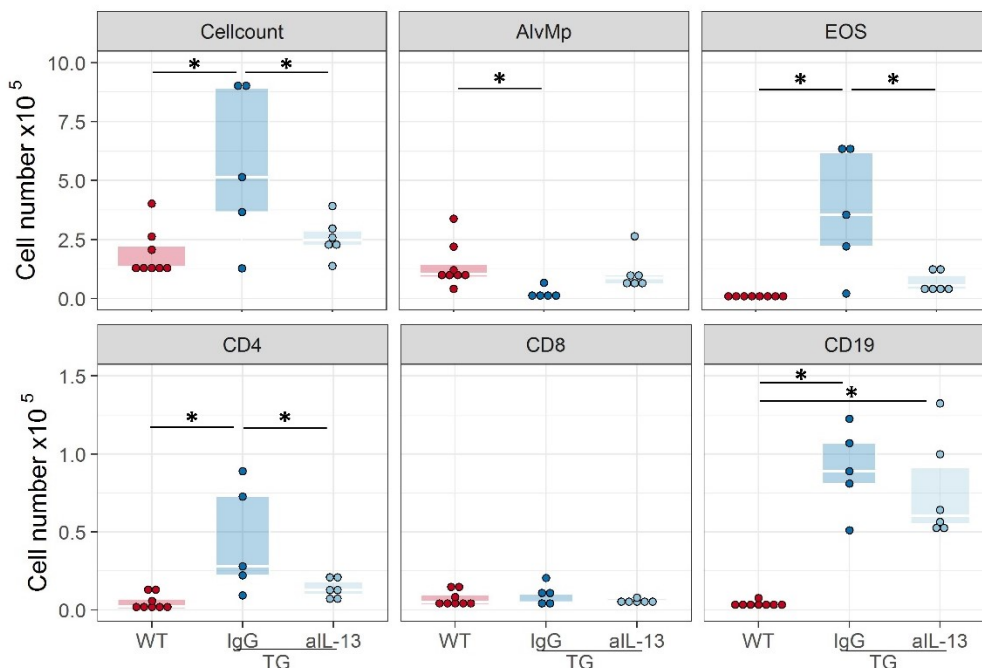 Cellcount AlvMp EOS
* * * * *
Cell number x10 5
10.0
7.5
5.0
2.5
0.0
CD4 CD8 CD19
* * * *
Cell number x10 5
1.5
1.0
0.5
0.0
WT IgG aIL-13 WT IgG aIL-13 WT IgG aIL-13
TG TG TG